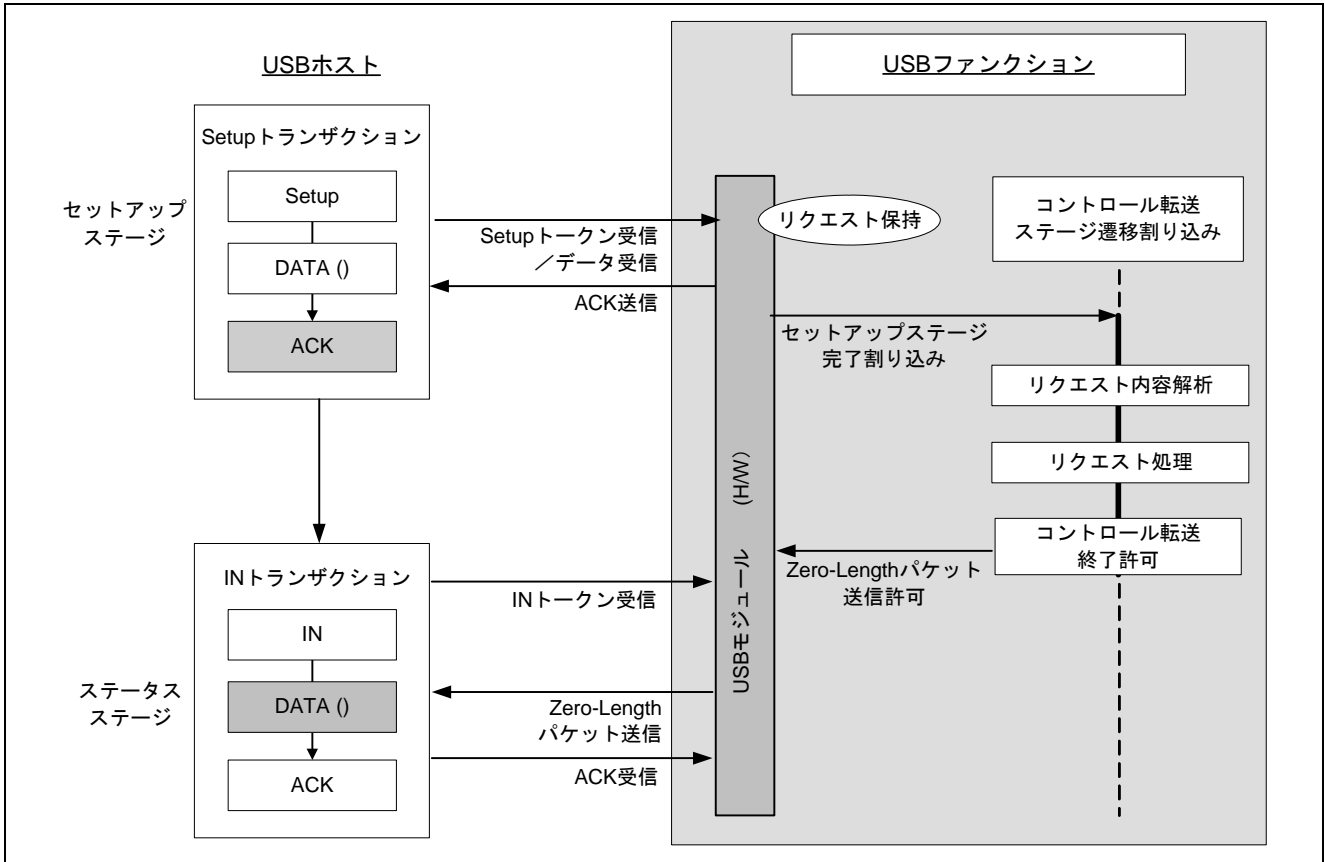 USBホスト
USBファンクション
Setupトランザクション
Setup
DATA ()
ACK
セットアップ
ステージ
Setupトークン受信
／データ受信
ACK送信
リクエスト保持
コントロール転送
ステージ遷移割り込み
セットアップステージ
完了割り込み
リクエスト内容解析
リクエスト処理
コントロール転送
終了許可
Zero-Lengthパケット
送信許可
USBモジュール (H/W)
INトランザクション
IN
DATA ()
ACK
ステータス
ステージ
INトークン受信
Zero-Length
パケット送信
ACK受信